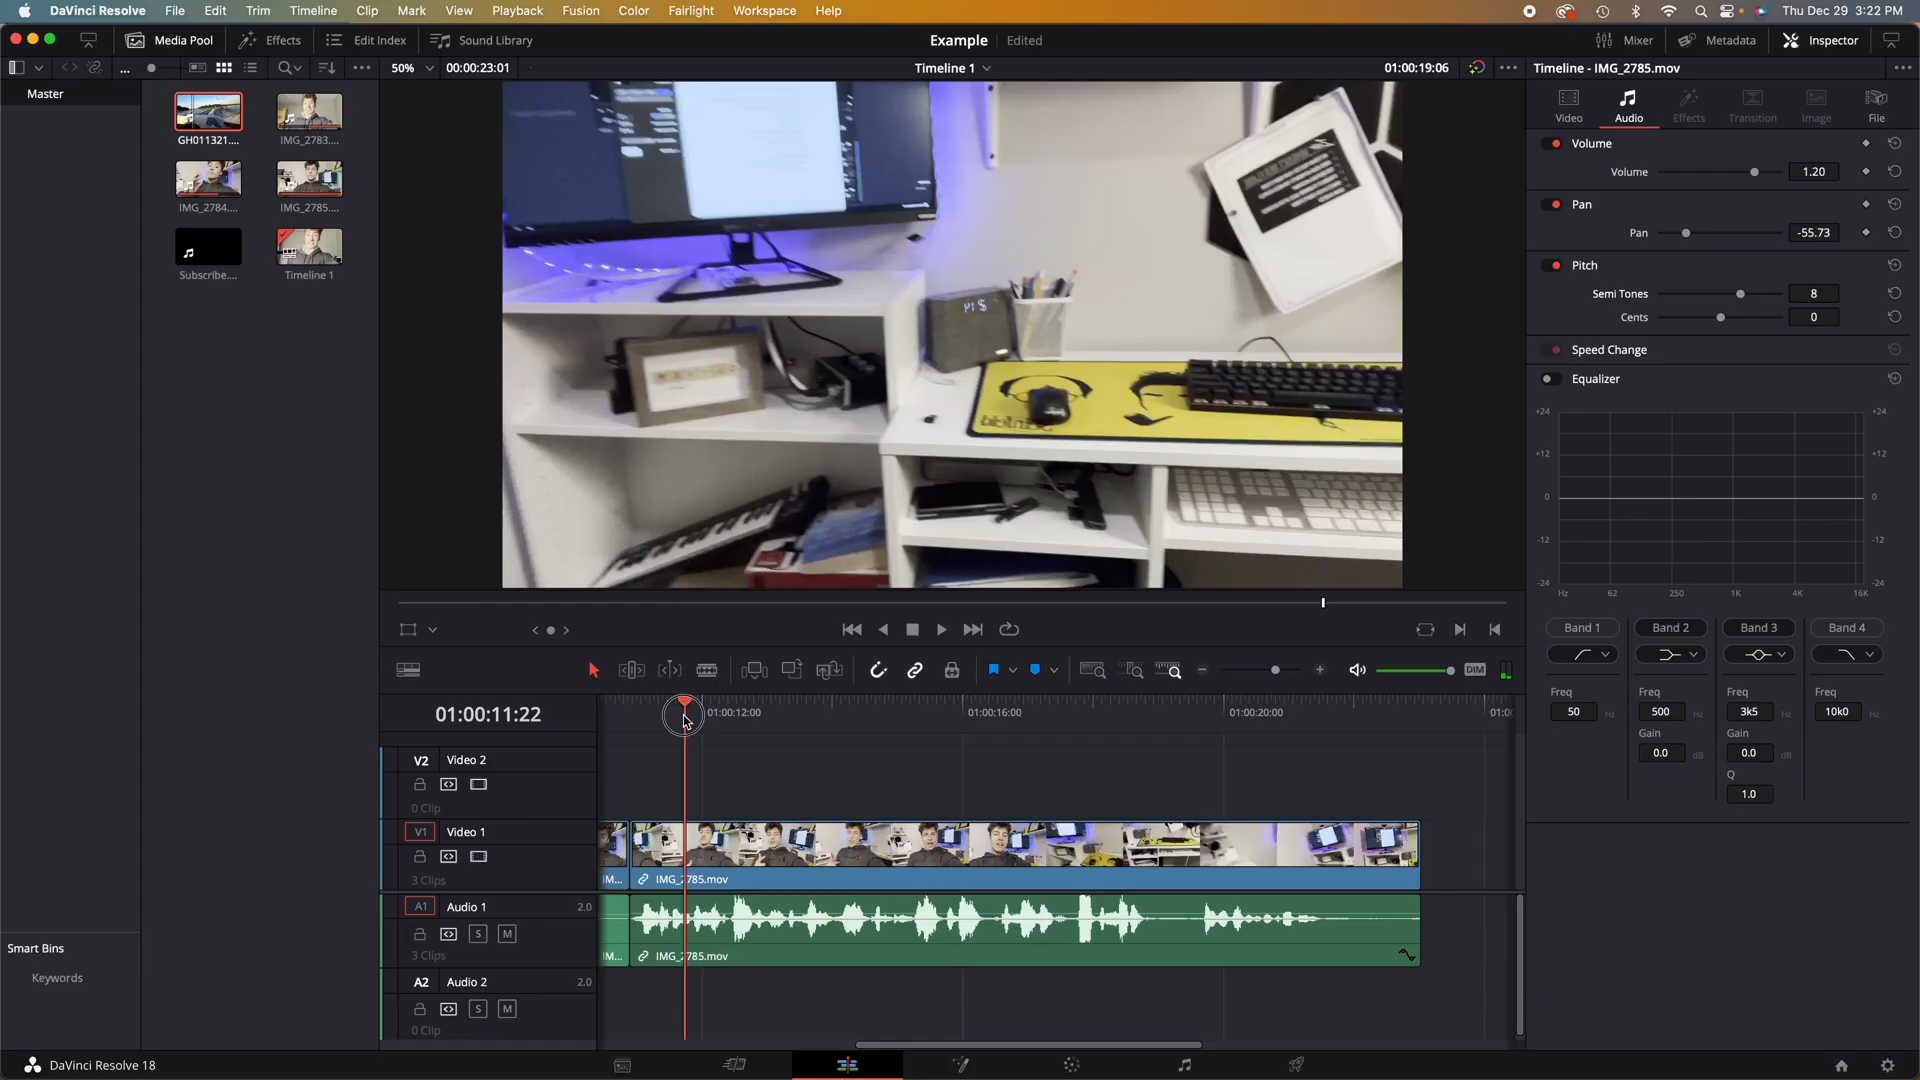 DaVinci Resolve File Edit Trim Timeline Clip Mark View Playback Fusion Color Fairlight Workspace Help Thu Dec 29 3:22 PM
Media Pool Effects Edit Index Sound Library Example Edited Mixer Metadata Inspector
50% 00:00:23:01 Timeline 1 01:00:19:06 Timeline - IMG_2785.mov
Master
GH011321.... IMG_2783....
IMG_2784.... IMG_2785....
Subscribe.... Timeline 1
Smart Bins
Keywords
Video Audio Effects Transition Image File
Volume
Volume 1.20
Pan
Pan -55.73
Pitch
Semi Tones 8
Cents 0
Speed Change
Equalizer
+24 +24
+12 +12
0 0
-12 -12
-24 -24
Hz 62 250 1K 4K 16K
Band 1 Band 2 Band 3 Band 4
Freq Freq Freq Freq
50 Hz 500 Hz 3k5 Hz 10k0 Hz
Gain Gain
0.0 dB 0.0 dB
Q
1.0
DIM
01:00:11:22 01:00:12:00 01:00:16:00 01:00:20:00 01:0
V2 Video 2
0 Clip
V1 Video 1
3 Clips IM... IMG_2785.mov
A1 Audio 1 2.0
S M
3 Clips IM... IMG_2785.mov
A2 Audio 2 2.0
S M
0 Clip
DaVinci Resolve 18